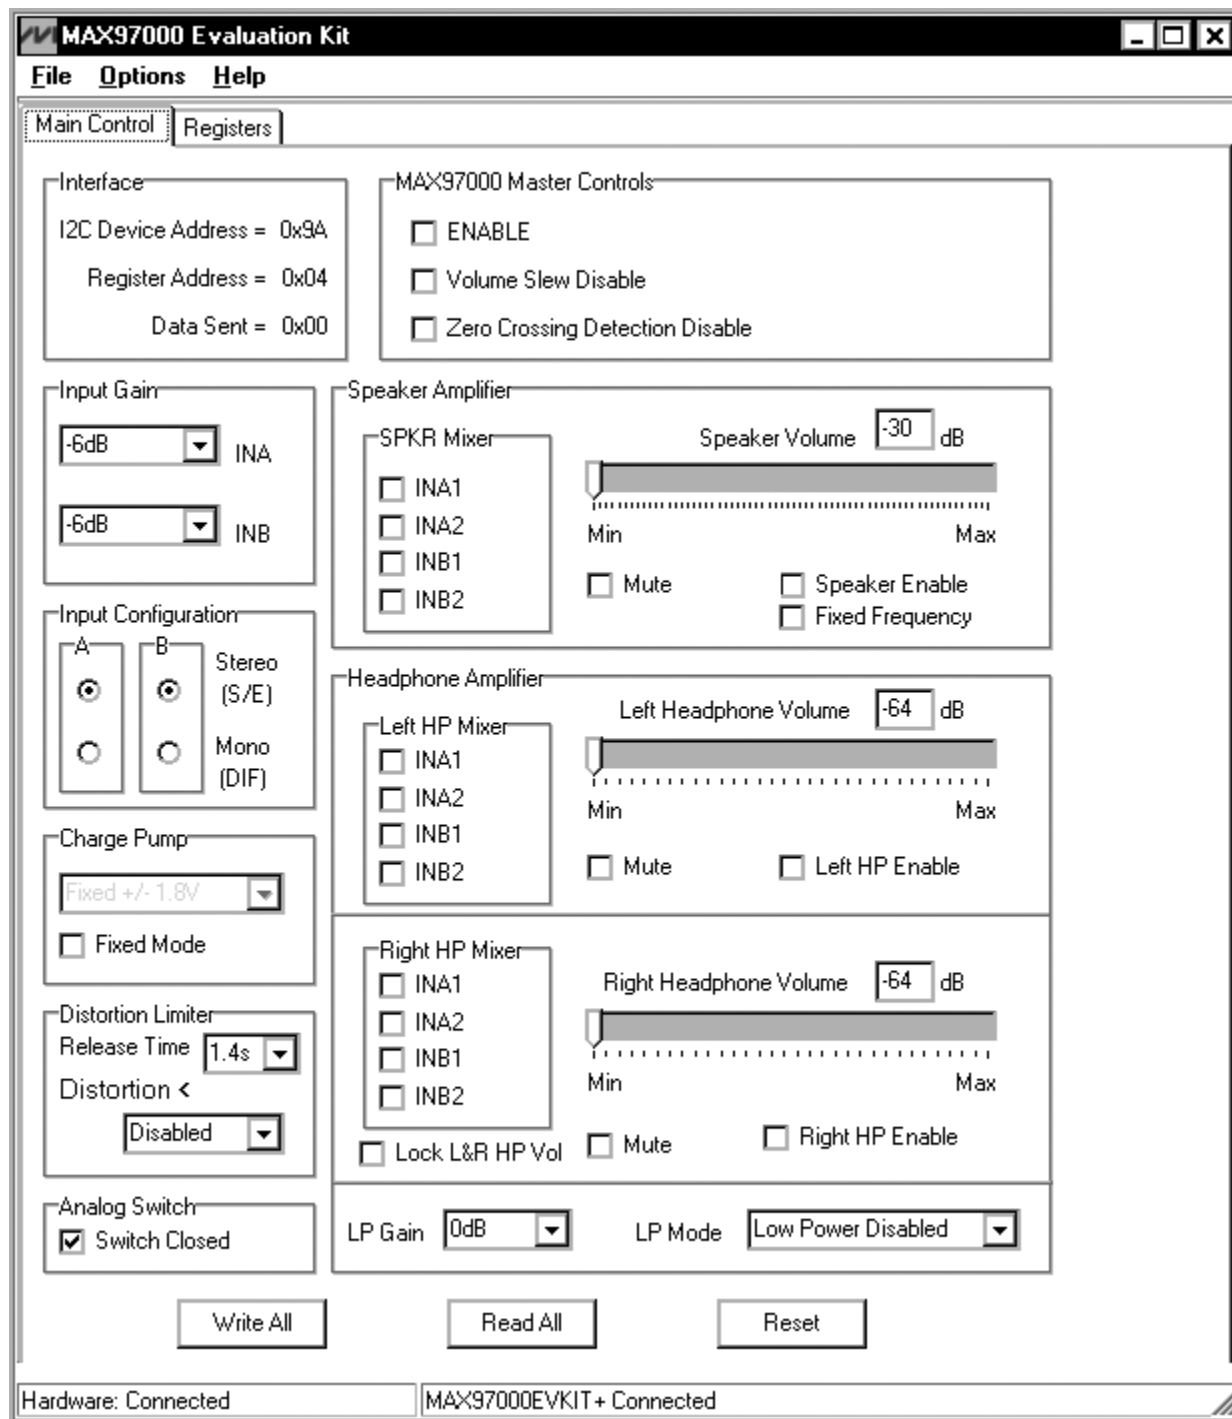 MAX97000 Evaluation Kit
File Options Help
Main Control Registers
Interface
I2C Device Address = 0x9A
Register Address = 0x04
Data Sent = 0x00
MAX97000 Master Controls
ENABLE
Volume Slew Disable
Zero Crossing Detection Disable
Input Gain
-6dB INA
-6dB INB
Speaker Amplifier
SPKR Mixer
INA1
INA2
INB1
INB2
Speaker Volume -30 dB
Min Max
Mute Speaker Enable
Fixed Frequency
Input Configuration
A B
Stereo
(S/E)
Mono
(DIF)
Headphone Amplifier
Left HP Mixer
INA1
INA2
INB1
INB2
Left Headphone Volume -64 dB
Min Max
Mute Left HP Enable
Charge Pump
Fixed +/- 1.8V
Fixed Mode
Right HP Mixer
INA1
INA2
INB1
INB2
Right Headphone Volume -64 dB
Min Max
Lock L&R HP Vol Mute Right HP Enable
Distortion Limiter
Release Time 1.4s
Distortion <
Disabled
Analog Switch
Switch Closed
LP Gain 0dB LP Mode Low Power Disabled
Write All Read All Reset
Hardware: Connected MAX97000EVKIT+ Connected